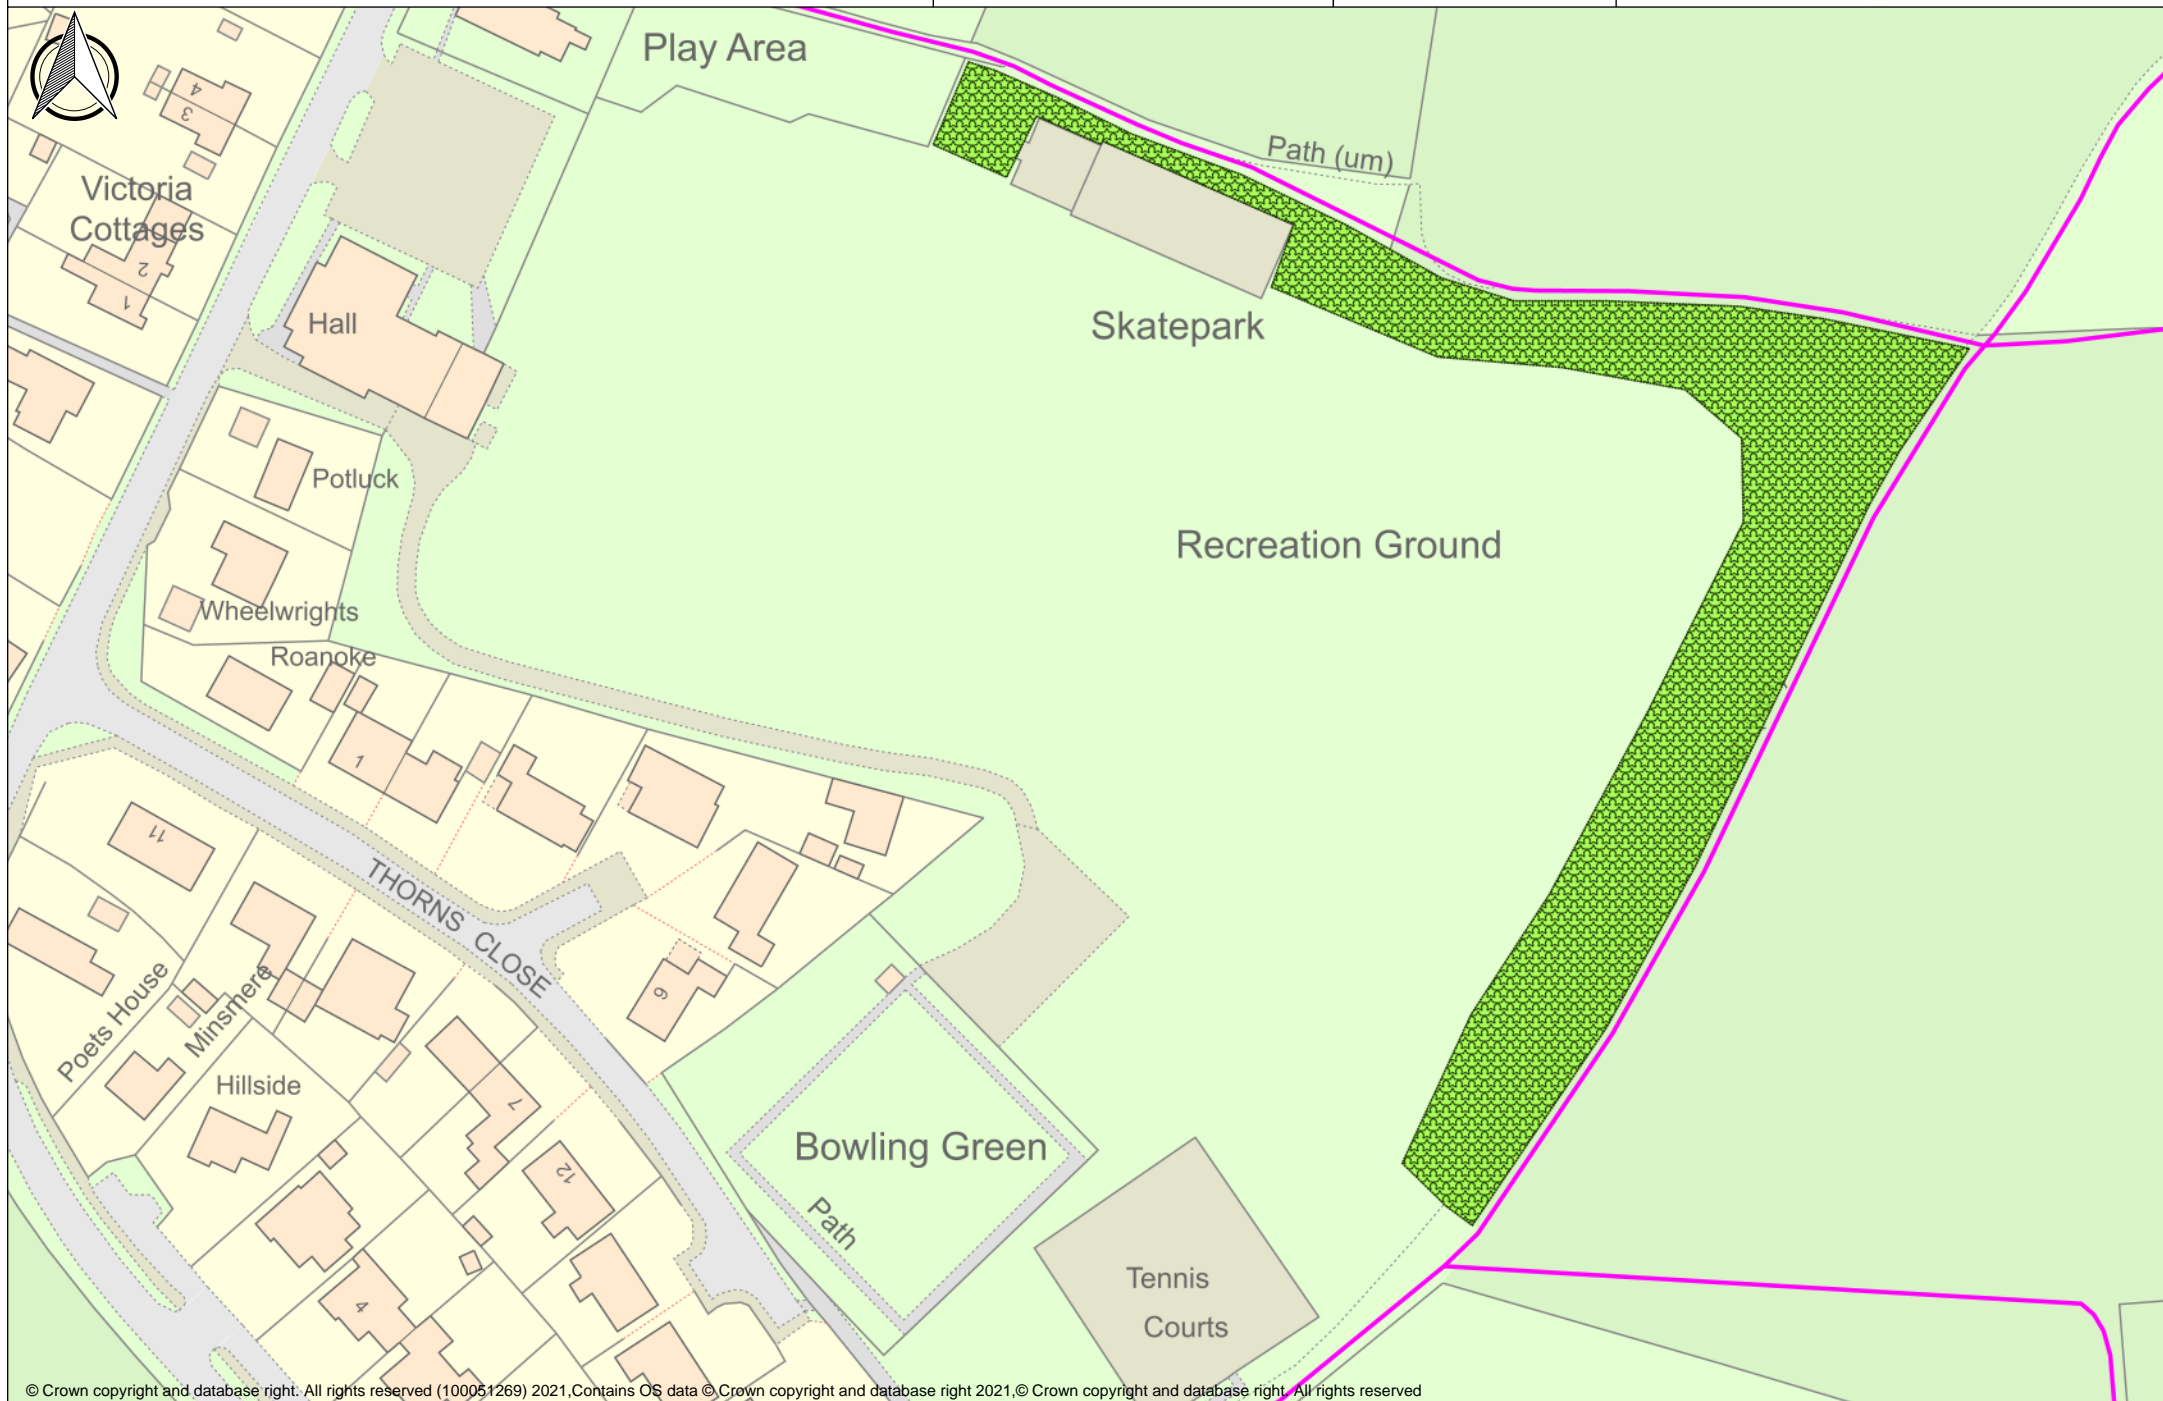 Play Area
Path (um)
4
3
Victoria
Cottages
2
1
Hall
Skatepark
Potluck
Recreation Ground
Wheelwrights
Roanoke
1
11
THORNS CLOSE
9
Poets House
Minsmere
Hillside
7
Bowling Green
12
Path
Tennis
Courts
4
© Crown copyright and database right. All rights reserved (100051269) 2021,Contains OS data © Crown copyright and database right 2021,© Crown copyright and database right. All rights reserved